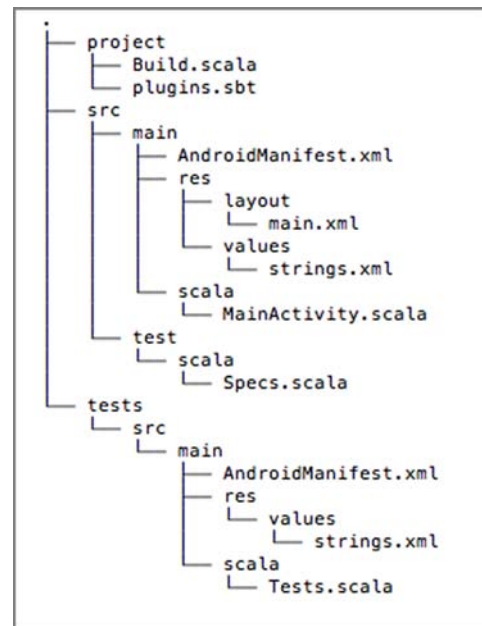 .
├── project
│   ├── Build.scala
│   └── plugins.sbt
├── src
│   ├── main
│   │   ├── AndroidManifest.xml
│   │   ├── res
│   │   │   ├── layout
│   │   │   │   └── main.xml
│   │   │   └── values
│   │   │       └── strings.xml
│   │   └── scala
│   │       └── MainActivity.scala
│   └── test
│       └── scala
│           └── Specs.scala
└── tests
    └── src
        └── main
            ├── AndroidManifest.xml
            ├── res
            │   └── values
            │       └── strings.xml
            └── scala
                └── Tests.scala